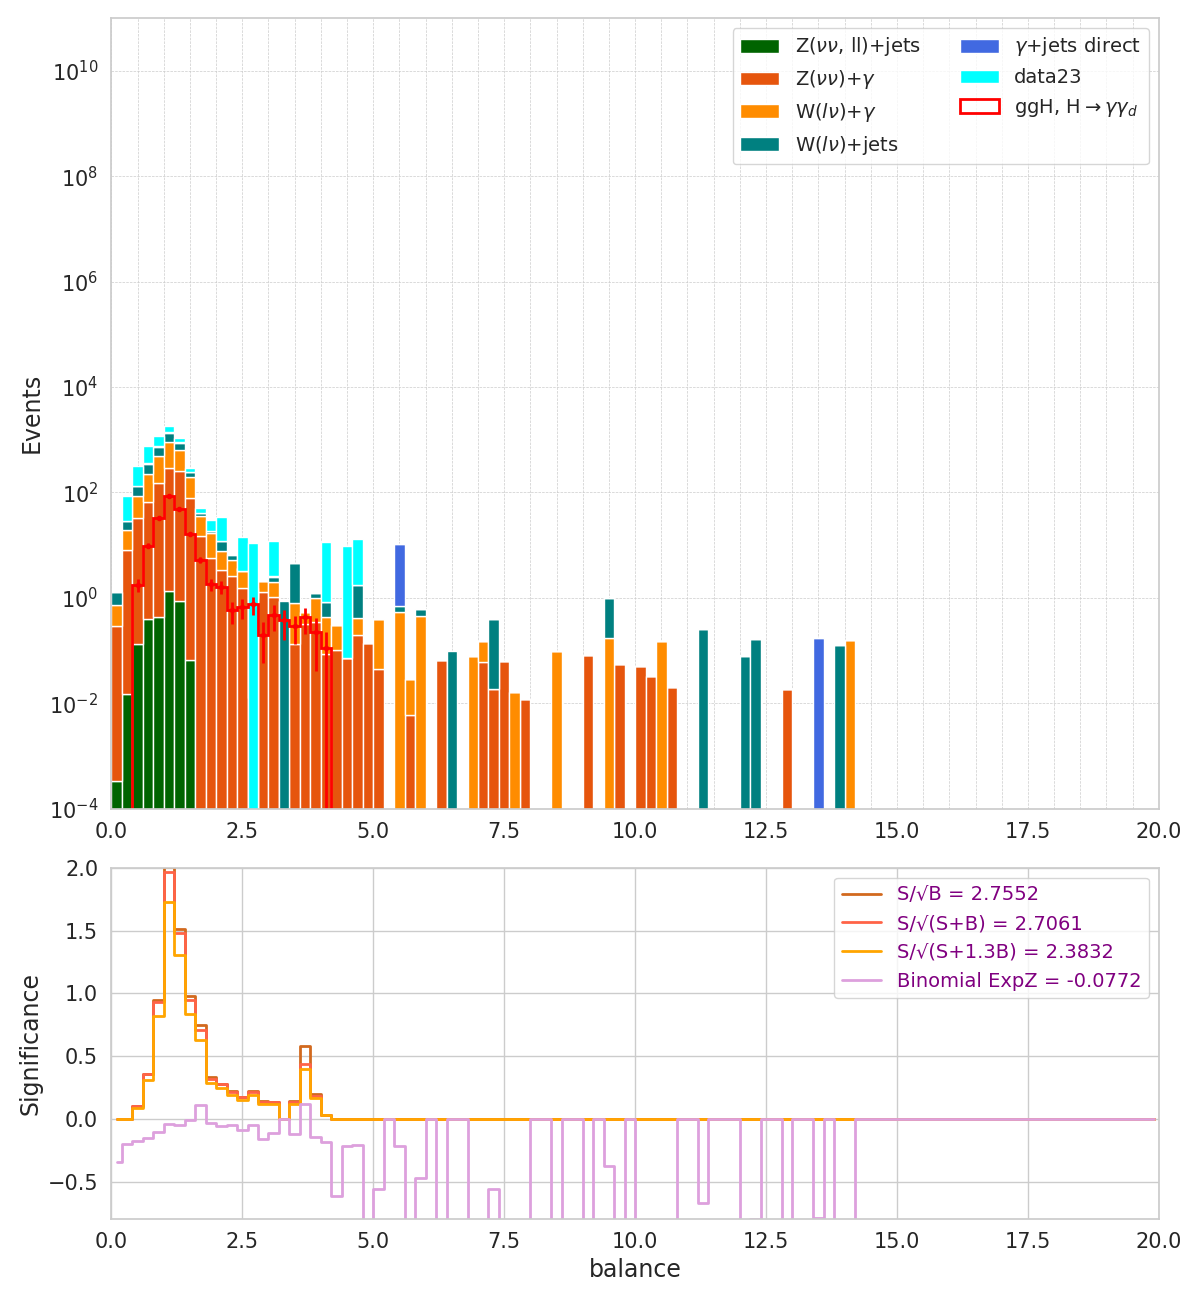 Z(νν, ll)+jets
Z(νν)+γ
W(lν)+γ
W(lν)+jets
γ+jets direct
data23
ggH, H→γγ_d
Events
10^10
10^8
10^6
10^4
10^2
10^0
10^−2
10^−4
0.0 2.5 5.0 7.5 10.0 12.5 15.0 17.5 20.0
S/√B = 2.7552
S/√(S+B) = 2.7061
S/√(S+1.3B) = 2.3832
Binomial ExpZ = -0.0772
Significance
2.0
1.5
1.0
0.5
0.0
−0.5
0.0 2.5 5.0 7.5 10.0 12.5 15.0 17.5 20.0
balance